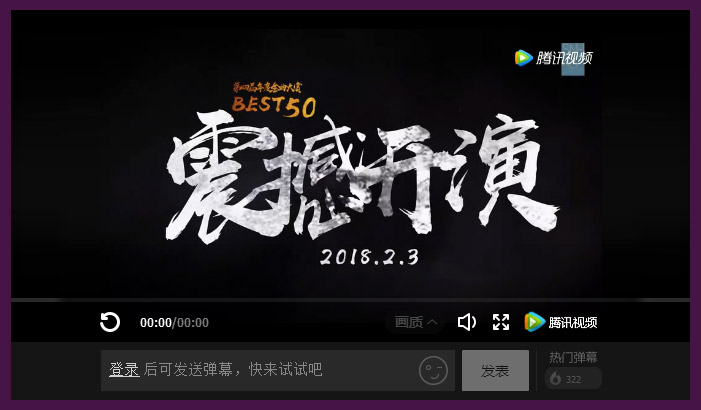 腾讯视频
第四届年度金曲大赏
BEST50
震撼开演
2018.2.3
00:00/00:00
画质
腾讯视频
登录 后可发送弹幕，快来试试吧
发表
热门弹幕
322